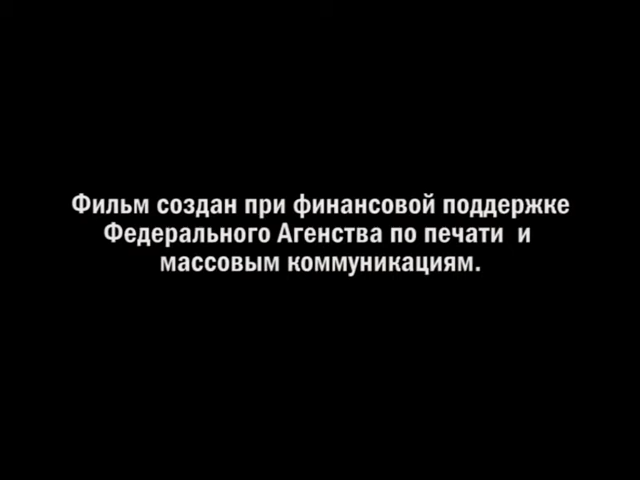 Фильм создан при финансовой поддержке
Федерального Агенства по печати  и
массовым коммуникациям.